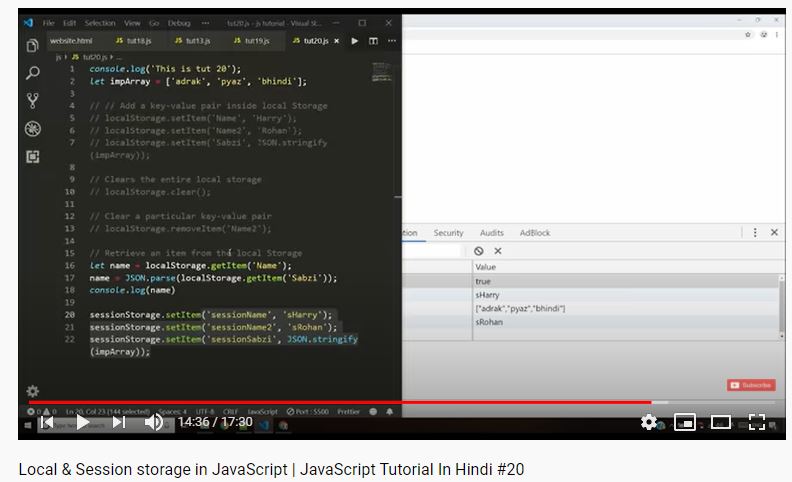 File Edit Selection View Go Debug ··· tut20.js - js tutorial - Visual St...
website.html JS tut18.js JS tut13.js JS tut19.js JS tut20.js ×
js > JS tut20.js > ...
1 console.log('This is tut 20');
2 let impArray = ['adrak', 'pyaz', 'bhindi'];
3
4 // // Add a key-value pair inside local Storage
5 // localStorage.setItem('Name', 'Harry');
6 // localStorage.setItem('Name2', 'Rohan');
7 // localStorage.setItem('Sabzi', JSON.stringify
(impArray));
8
9 // Clears the entire local storage
10 // localStorage.clear();
11
12 // Clear a particular key-value pair
13 // localStorage.removeItem('Name2');
14
15 // Retrieve an item from the local Storage
16 let name = localStorage.getItem('Name');
17 name = JSON.parse(localStorage.getItem('Sabzi'));
18 console.log(name)
19
20 sessionStorage.setItem('sessionName', 'sHarry');
21 sessionStorage.setItem('sessionName2', 'sRohan');
22 sessionStorage.setItem('sessionSabzi', JSON.stringify
(impArray));
tion Security Audits AdBlock
Value
true
sHarry
["adrak","pyaz","bhindi"]
sRohan
Subscribe
0 0 Ln 20, Col 23 (144 selected) Spaces: 4 UTF-8 CRLF JavaScript Port : 5500 Prettier
14:36 / 17:30
Local & Session storage in JavaScript | JavaScript Tutorial In Hindi #20